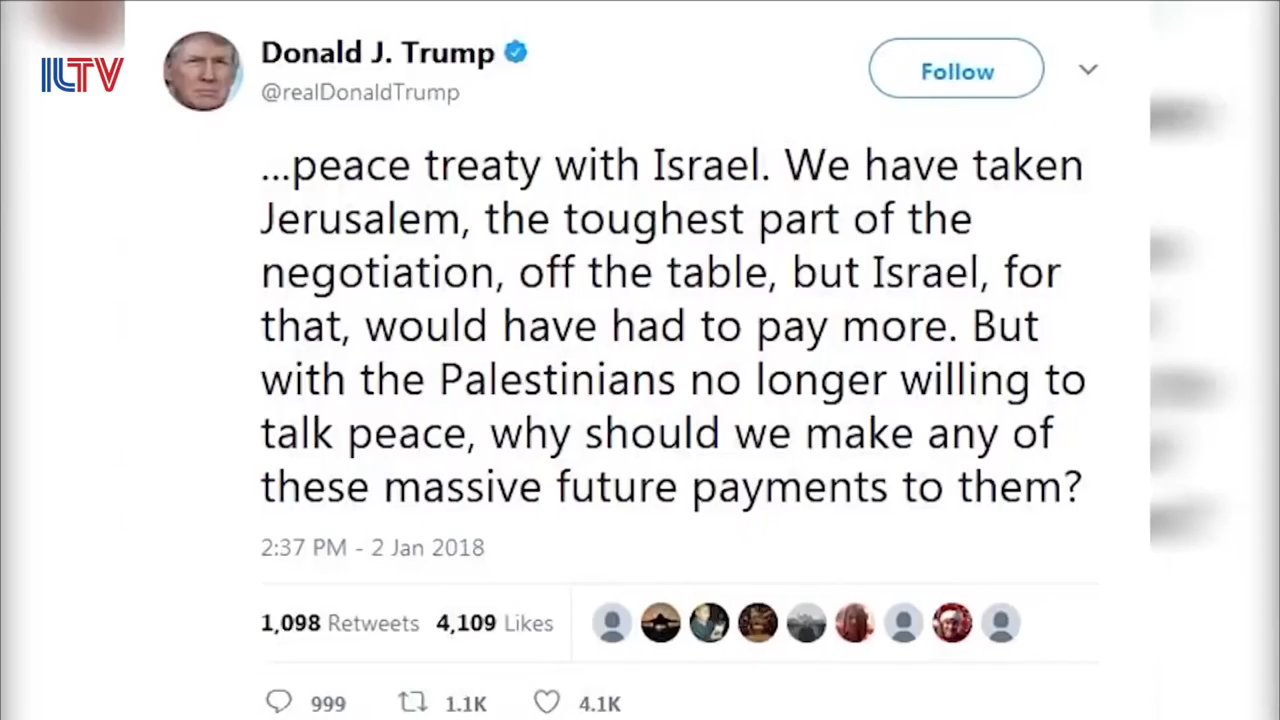 ILTV
Donald J. Trump
@realDonaldTrump
Follow
...peace treaty with Israel. We have taken
Jerusalem, the toughest part of the
negotiation, off the table, but Israel, for
that, would have had to pay more. But
with the Palestinians no longer willing to
talk peace, why should we make any of
these massive future payments to them?
2:37 PM - 2 Jan 2018
1,098 Retweets 4,109 Likes
999 1.1K 4.1K